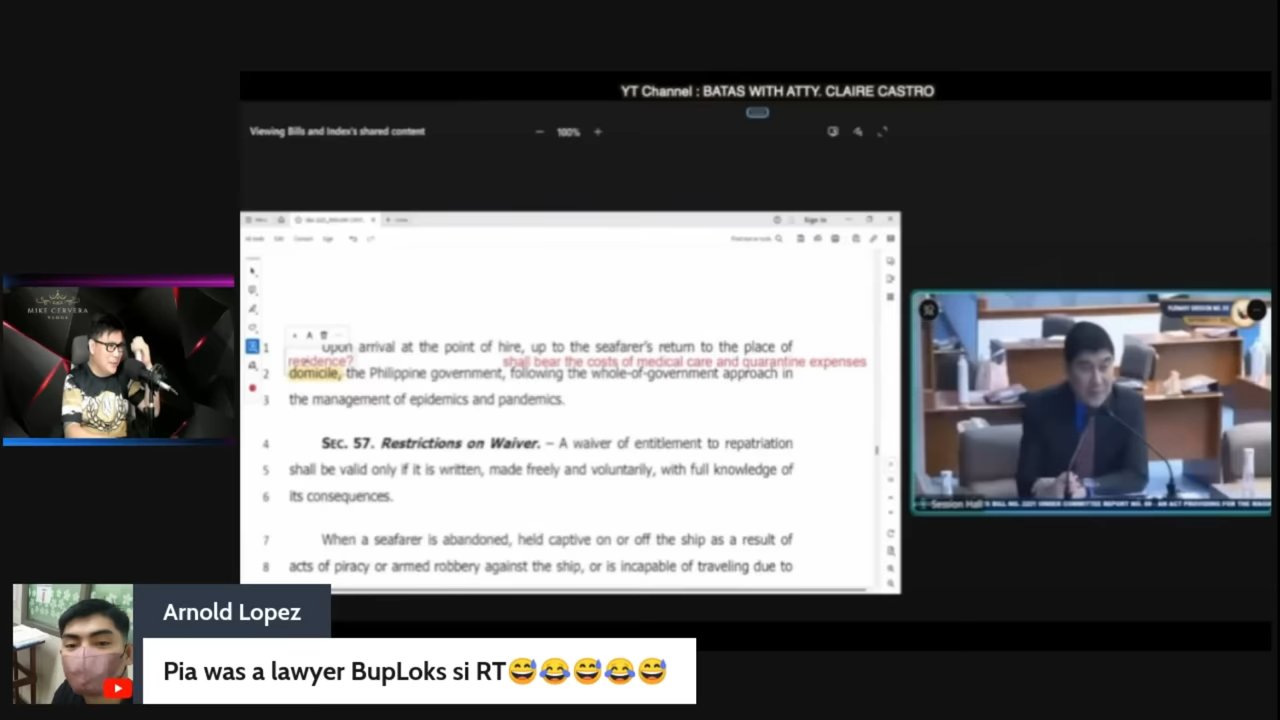 YT Channel : BATAS WITH ATTY. CLAIRE CASTRO
Viewing Bills and Index's shared content
100%
Sign in
MIKE CERVERA
1 Upon arrival at the point of hire, up to the seafarer's return to the place of
residence? shall bear the costs of medical care and quarantine expenses
2 domicile, the Philippine government, following the whole-of-government approach in
3 the management of epidemics and pandemics.
4 SEC. 57. Restrictions on Waiver. – A waiver of entitlement to repatriation
5 shall be valid only if it is written, made freely and voluntarily, with full knowledge of
6 its consequences.
7 When a seafarer is abandoned, held captive on or off the ship as a result of
8 acts of piracy or armed robbery against the ship, or is incapable of traveling due to
Session Hall
Arnold Lopez
Pia was a lawyer BupLoks si RT😅😂😅😂😅